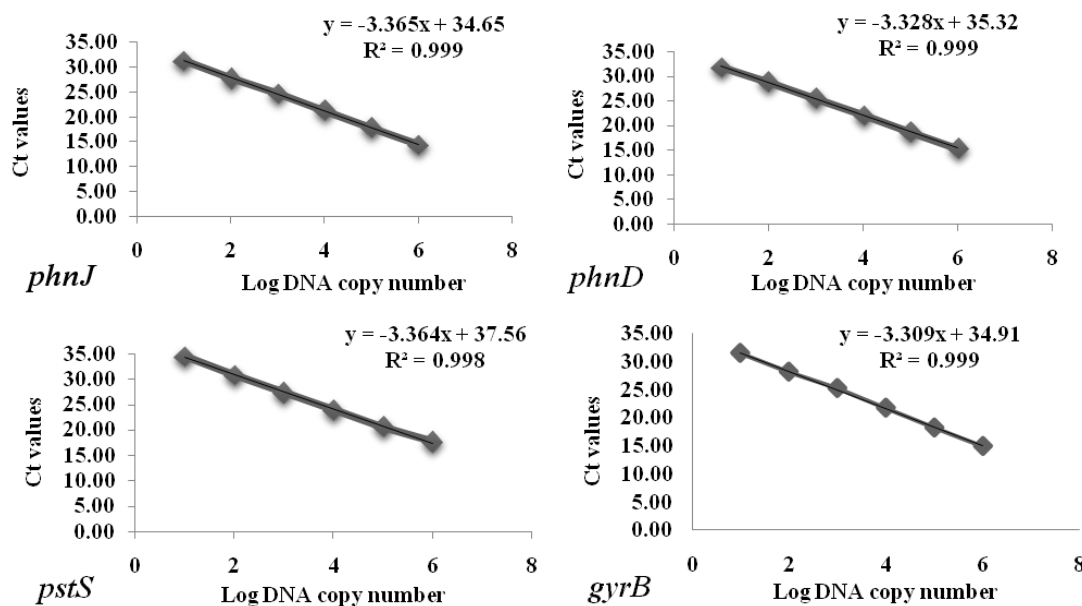 y = -3.365x + 34.65
R² = 0.999
35.00
30.00
25.00
20.00
15.00
10.00
5.00
0.00
Ct values
0 2 4 6 8
Log DNA copy number
phnJ
y = -3.328x + 35.32
R² = 0.999
35.00
30.00
25.00
20.00
15.00
10.00
5.00
0.00
Ct values
0 2 4 6 8
Log DNA copy number
phnD
y = -3.364x + 37.56
R² = 0.998
35.00
30.00
25.00
20.00
15.00
10.00
5.00
0.00
Ct values
0 2 4 6 8
Log DNA copy number
pstS
y = -3.309x + 34.91
R² = 0.999
35.00
30.00
25.00
20.00
15.00
10.00
5.00
0.00
Ct values
0 2 4 6 8
Log DNA copy number
gyrB